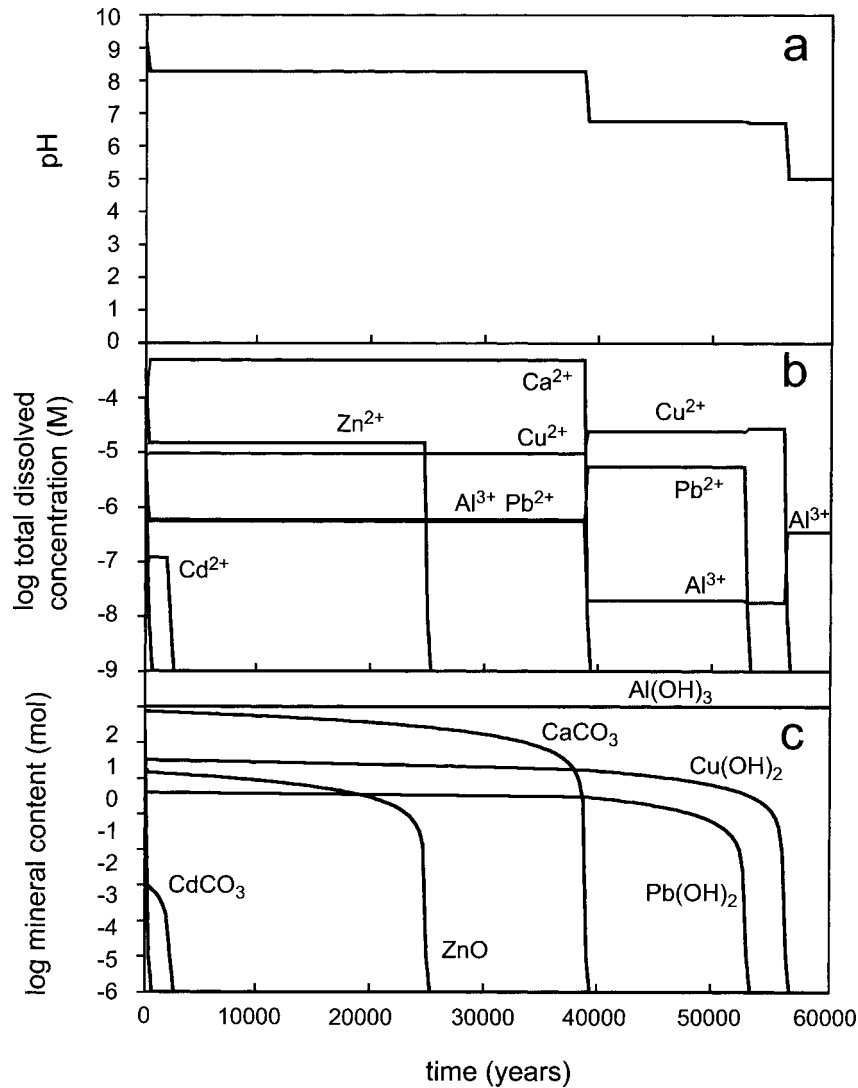 10
9
8
7
6
5
4
3
2
1
0
pH
a
-4
-5
-6
-7
-8
-9
log total dissolved
concentration (M)
b
Ca²⁺
Zn²⁺
Cu²⁺
Cu²⁺
Al³⁺ Pb²⁺
Pb²⁺
Al³⁺
Cd²⁺
Al³⁺
2
1
0
-1
-2
-3
-4
-5
-6
log mineral content (mol)
Al(OH)₃
c
CaCO₃
Cu(OH)₂
CdCO₃
Pb(OH)₂
ZnO
0 10000 20000 30000 40000 50000 60000
time (years)